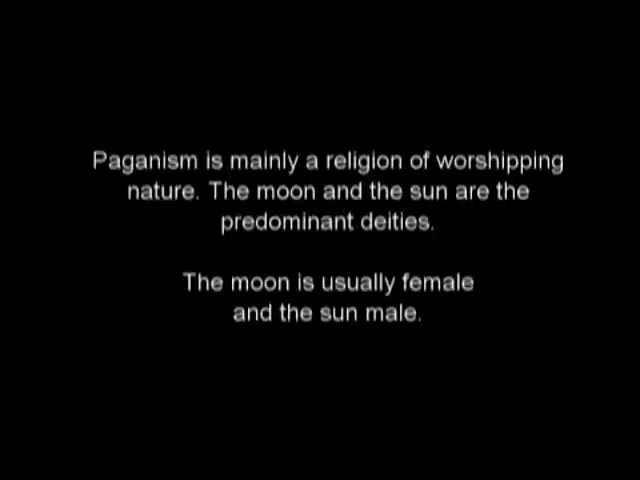 Paganism is mainly a religion of worshipping
nature. The moon and the sun are the
predominant deities.
The moon is usually female
and the sun male.